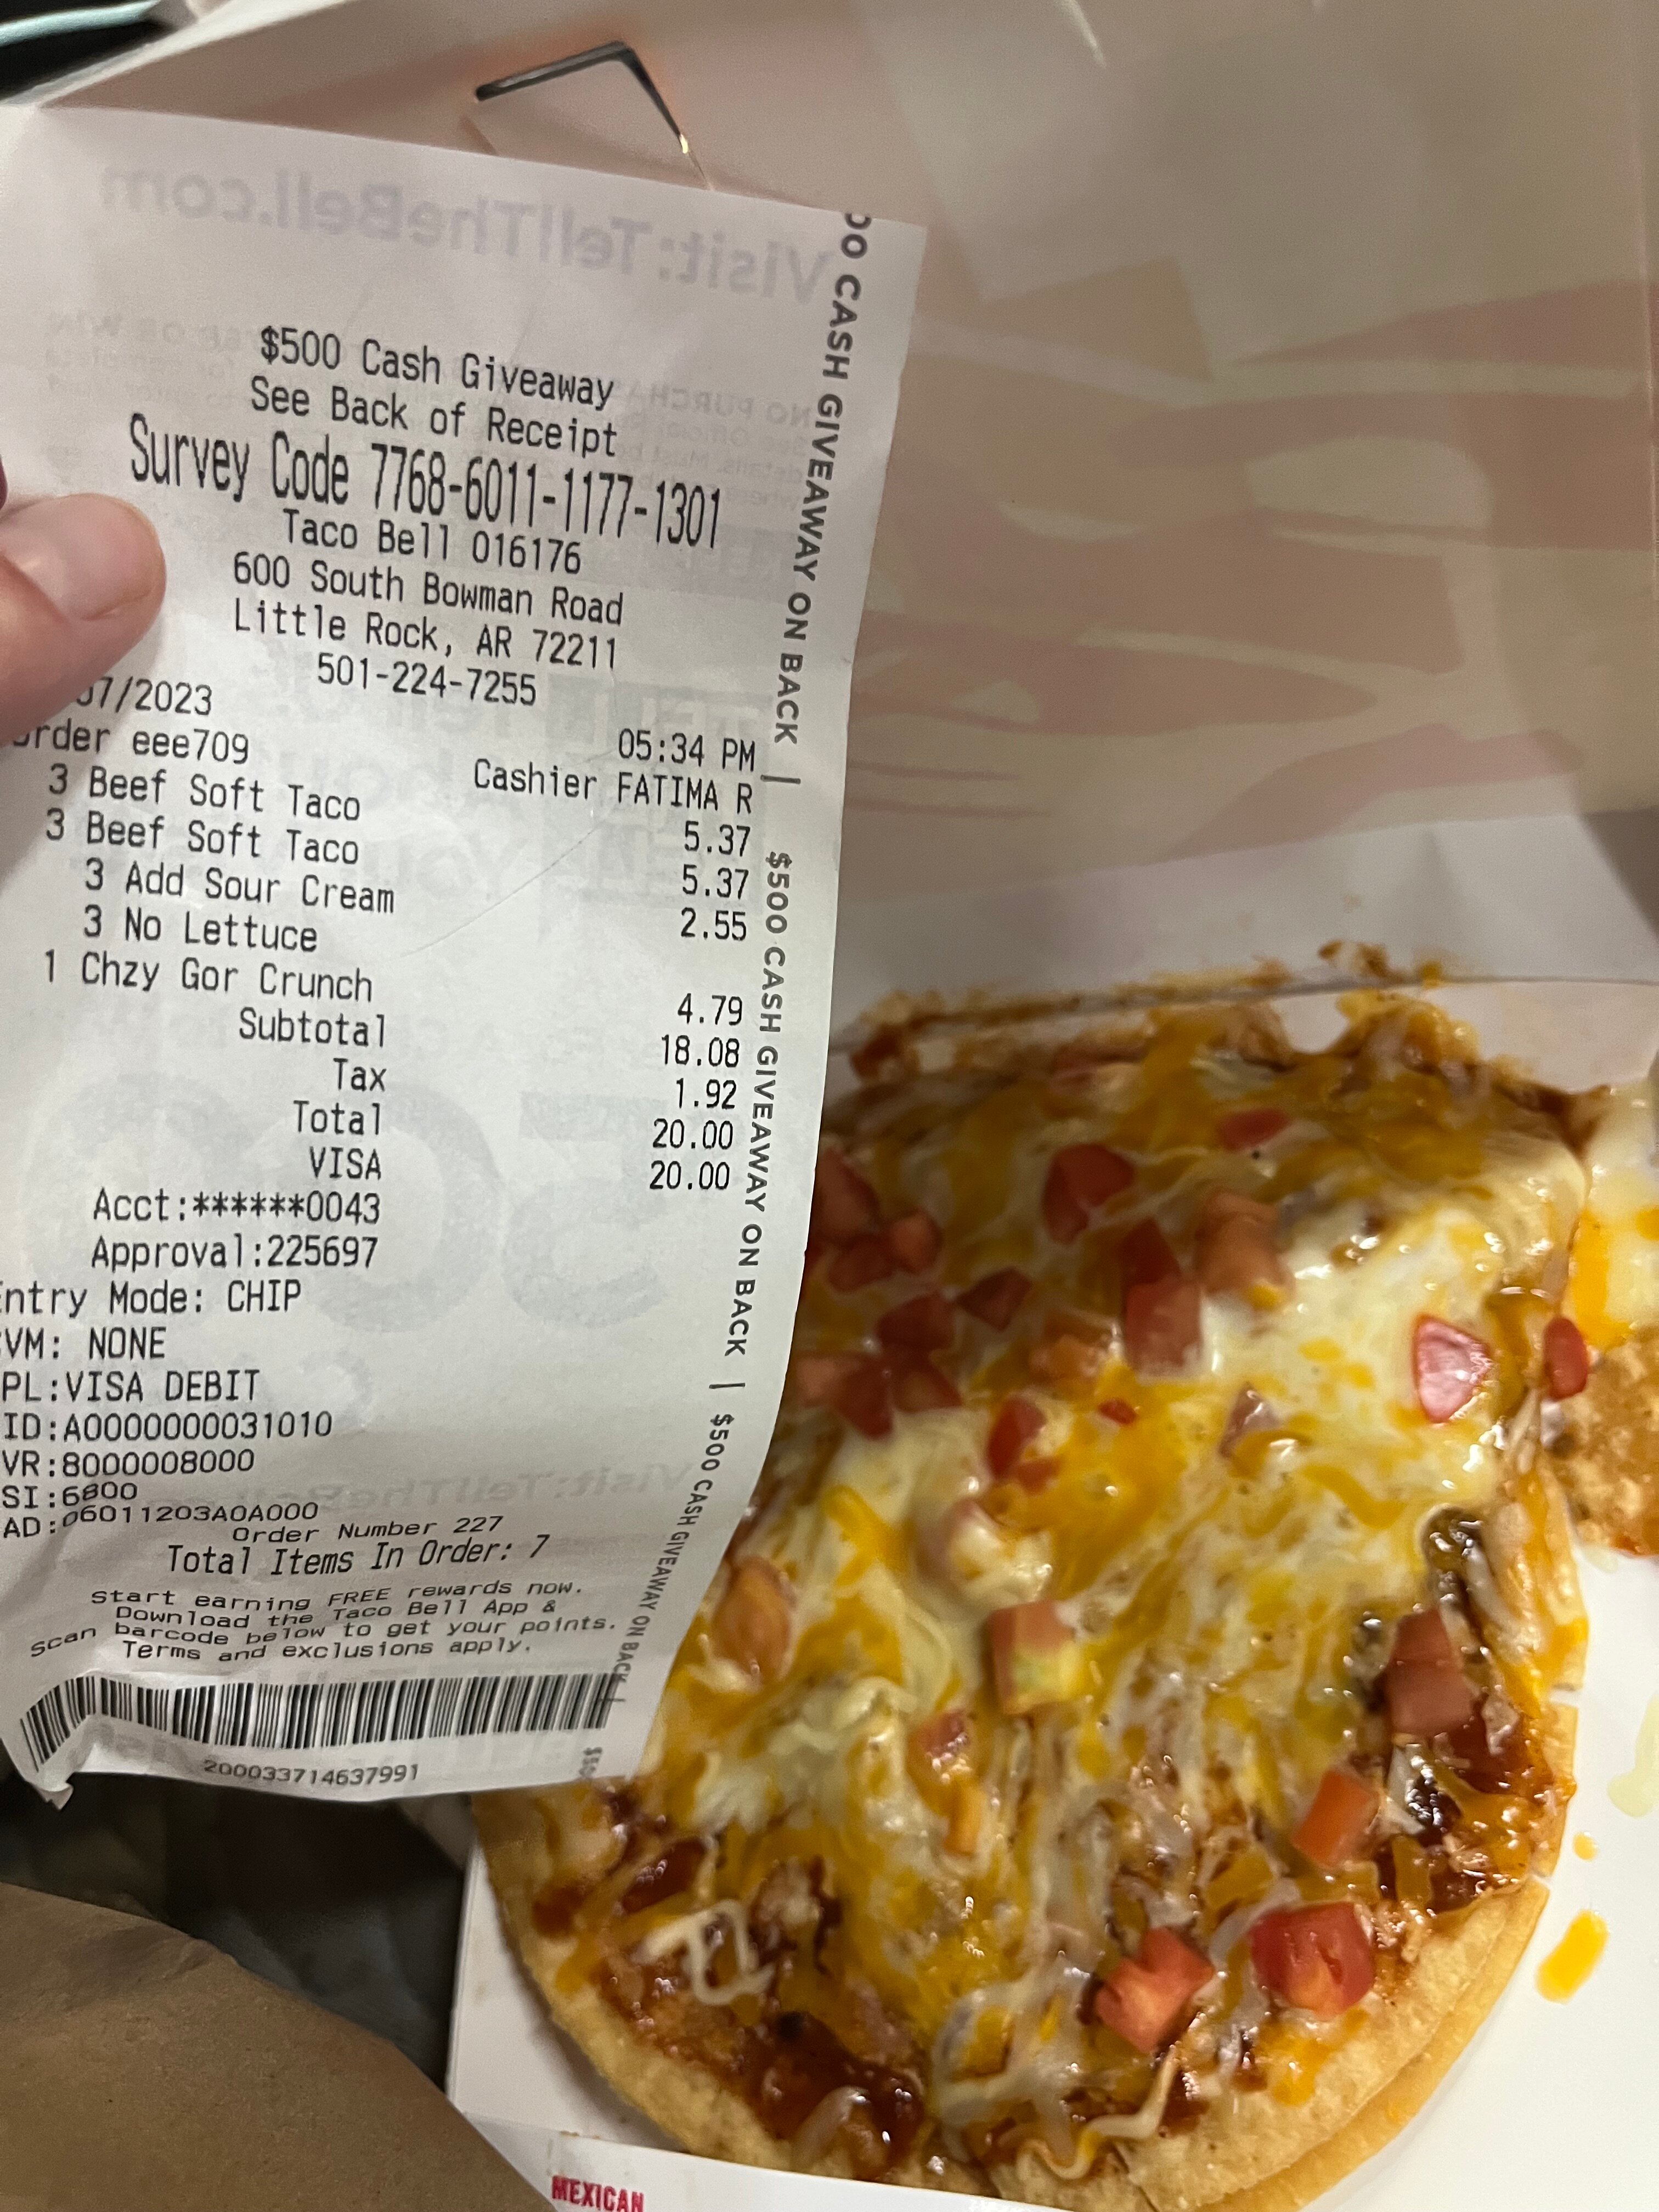 Visit: TellTheBell.com
$500 Cash Giveaway
See Back of Receipt
Survey Code 7768-6011-1177-1301
Taco Bell 016176
600 South Bowman Road
Little Rock, AR 72211
501-224-7255
07/2023 05:34 PM
Order eee709 Cashier FATIMA R
3 Beef Soft Taco 5.37
3 Beef Soft Taco 5.37
3 Add Sour Cream 2.55
3 No Lettuce
1 Chzy Gor Crunch 4.79
Subtotal 18.08
Tax 1.92
Total 20.00
VISA 20.00
Acct:******0043
Approval:225697
Entry Mode: CHIP
VM: NONE
PL:VISA DEBIT
ID:A0000000031010
VR:8000008000
SI:6800
AD:06011203A0A000
Order Number 227
Total Items In Order: 7
Start earning FREE rewards now.
Download the Taco Bell App &
Scan barcode below to get your points.
Terms and exclusions apply.
200033714637991
00 CASH GIVEAWAY ON BACK | $500 CASH GIVEAWAY ON BACK | $500 CASH GIVEAWAY ON BACK |
MEXICAN